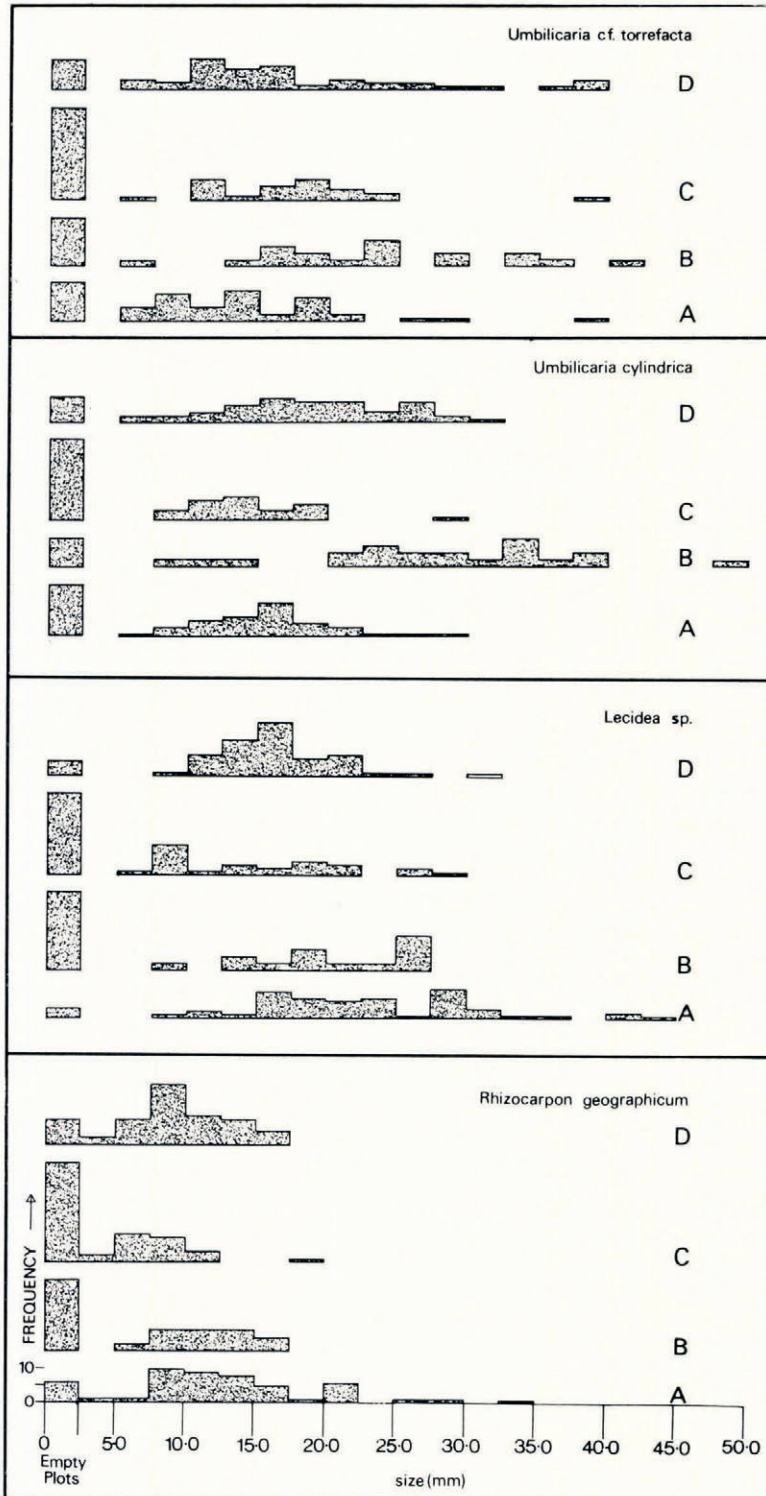 Umbilicaria cf. torrefacta
D
C
B
A
Umbilicaria cylindrica
D
C
B
A
Lecidea sp.
D
C
B
A
Rhizocarpon geographicum
D
C
B
A
FREQUENCY →
10
0
0 5·0 10·0 15·0 20·0 25·0 30·0 35·0 40·0 45·0 50·0
Empty
Plots
size (mm)